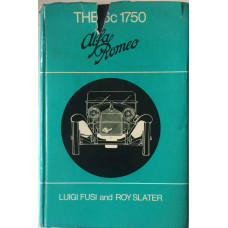 THE 6c 1750
Alfa Romeo
LUIGI FUSI and ROY SLATER